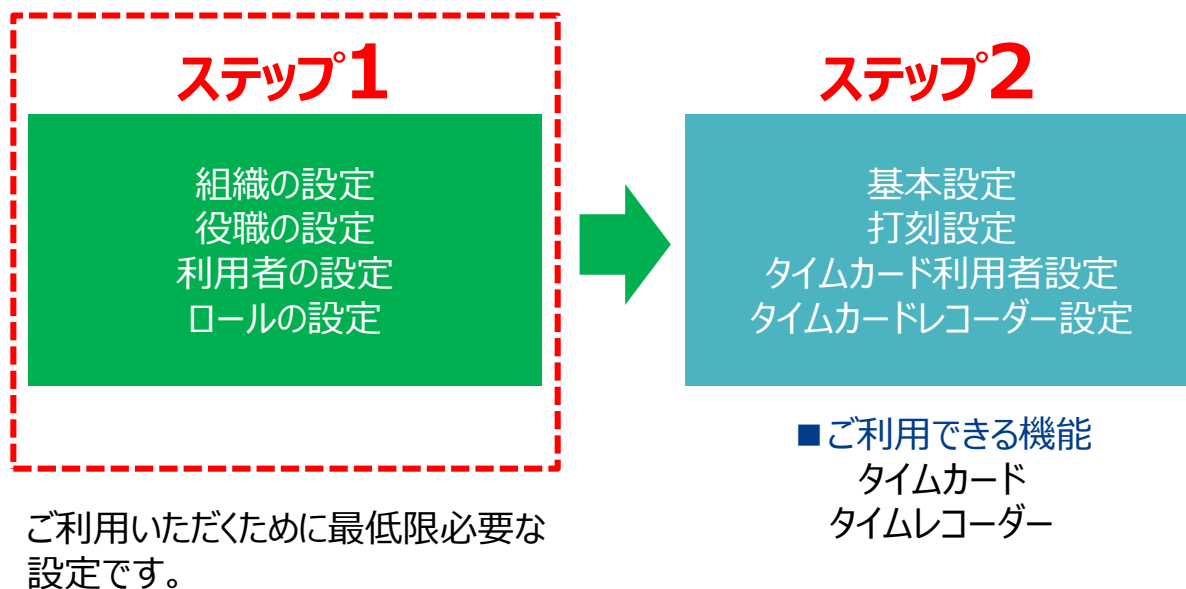 ステップ1
組織の設定
役職の設定
利用者の設定
ロールの設定
ご利用いただくために最低限必要な
設定です。
ステップ2
基本設定
打刻設定
タイムカード利用者設定
タイムカードレコーダー設定
■ご利用できる機能
タイムカード
タイムレコーダー